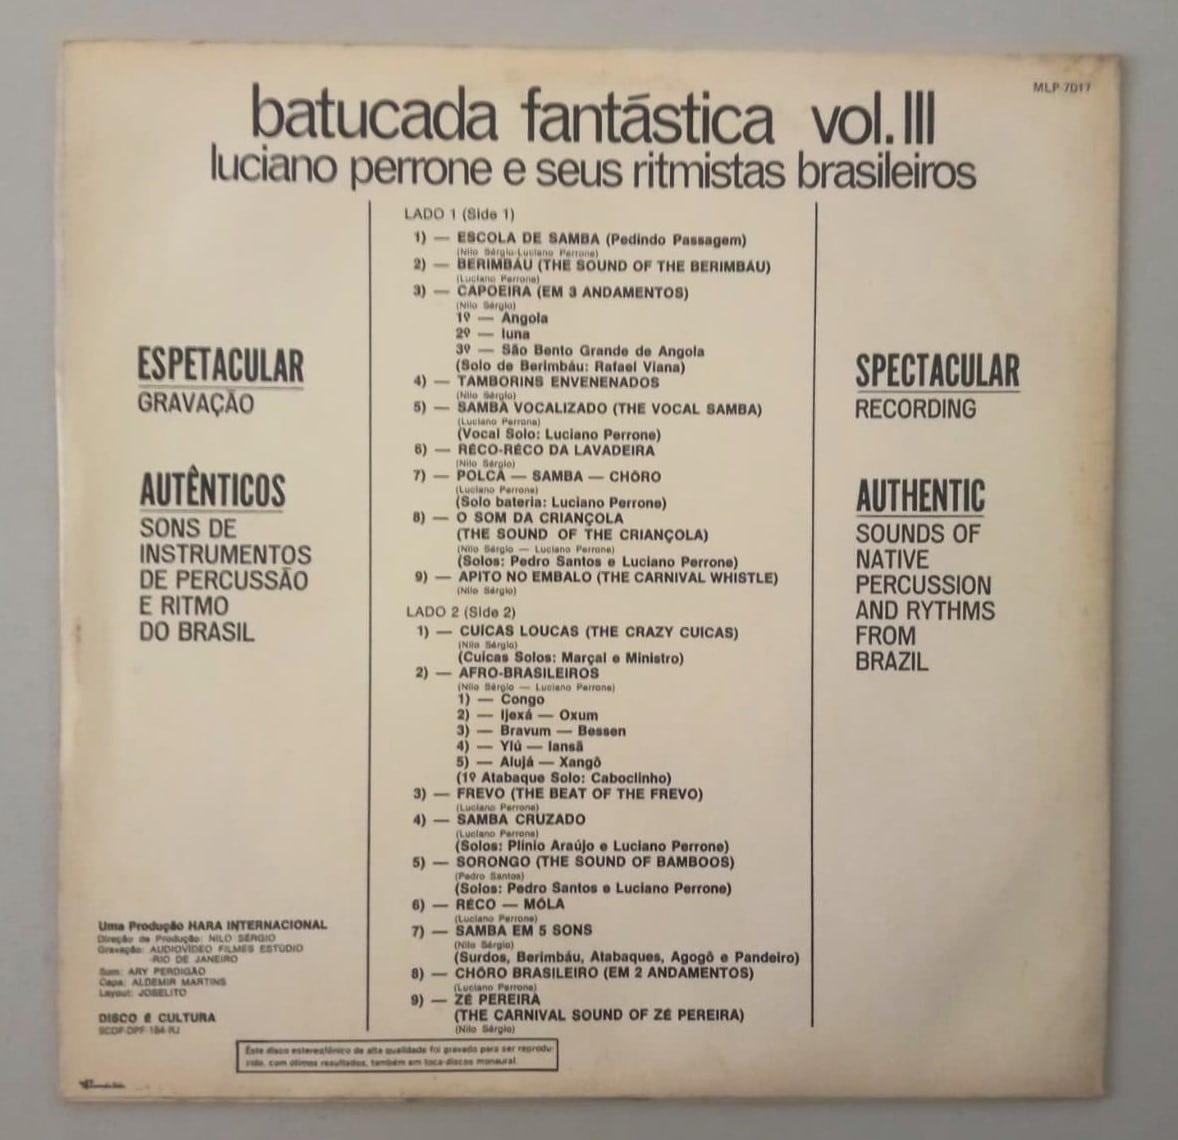 MLP 7017
batucada fantástica vol. III
luciano perrone e seus ritmistas brasileiros
ESPETACULAR
GRAVAÇÃO
AUTÊNTICOS
SONS DE
INSTRUMENTOS
DE PERCUSSÃO
E RITMO
DO BRASIL
Uma Produção HARA INTERNACIONAL
Direção de Produção: NILO SÉRGIO
Gravação: AUDIOVÍDEO FILMES ESTÚDIO
-RIO DE JANEIRO
Som: ARY PERDIGÃO
Capa: ALDEMIR MARTINS
Layout: JOSELITO
DISCO É CULTURA
SCDP-DPF-184-RJ
LADO 1 (Side 1)
1) — ESCOLA DE SAMBA (Pedindo Passagem)
(Nilo Sérgio-Luciano Perrone)
2) — BERIMBÁU (THE SOUND OF THE BERIMBÁU)
(Luciano Perrone)
3) — CAPOEIRA (EM 3 ANDAMENTOS)
(Nilo Sérgio)
1º — Angola
2º — Iuna
3º — São Bento Grande de Angola
(Solo de Berimbáu: Rafael Viana)
4) — TAMBORINS ENVENENADOS
(Nilo Sérgio)
5) — SAMBA VOCALIZADO (THE VOCAL SAMBA)
(Luciano Perrone)
(Vocal Solo: Luciano Perrone)
6) — RÉCO-RÉCO DA LAVADEIRA
(Nilo Sérgio)
7) — POLCA — SAMBA — CHÔRO
(Luciano Perrone)
(Solo bateria: Luciano Perrone)
8) — O SOM DA CRIANÇOLA
(THE SOUND OF THE CRIANÇOLA)
(Nilo Sérgio — Luciano Perrone)
(Solos: Pedro Santos e Luciano Perrone)
9) — APITO NO EMBALO (THE CARNIVAL WHISTLE)
(Nilo Sérgio)
LADO 2 (Side 2)
1) — CUICAS LOUCAS (THE CRAZY CUICAS)
(Nilo Sérgio)
(Cuicas Solos: Marçal e Ministro)
2) — AFRO-BRASILEIROS
(Nilo Sérgio — Luciano Perrone)
1) — Congo
2) — Ijexá — Oxum
3) — Bravum — Bessen
4) — Ylú — Iansã
5) — Alujá — Xangô
(1º Atabaque Solo: Caboclinho)
3) — FREVO (THE BEAT OF THE FREVO)
(Luciano Perrone)
4) — SAMBA CRUZADO
(Luciano Perrone)
(Solos: Plinio Araújo e Luciano Perrone)
5) — SORONGO (THE SOUND OF BAMBOOS)
(Pedro Santos)
(Solos: Pedro Santos e Luciano Perrone)
6) — RÉCO — MÓLA
(Luciano Perrone)
7) — SAMBA EM 5 SONS
(Nilo Sérgio)
(Surdos, Berimbáu, Atabaques, Agogô e Pandeiro)
8) — CHÔRO BRASILEIRO (EM 2 ANDAMENTOS)
(Luciano Perrone)
9) — ZÉ PEREIRA
(THE CARNIVAL SOUND OF ZÉ PEREIRA)
(Nilo Sérgio)
SPECTACULAR
RECORDING
AUTHENTIC
SOUNDS OF
NATIVE
PERCUSSION
AND RYTHMS
FROM
BRAZIL
Este disco estereofônico de alta qualidade foi gravado para ser reprodu-
zido, com ótimos resultados, também em toca-discos monaural.